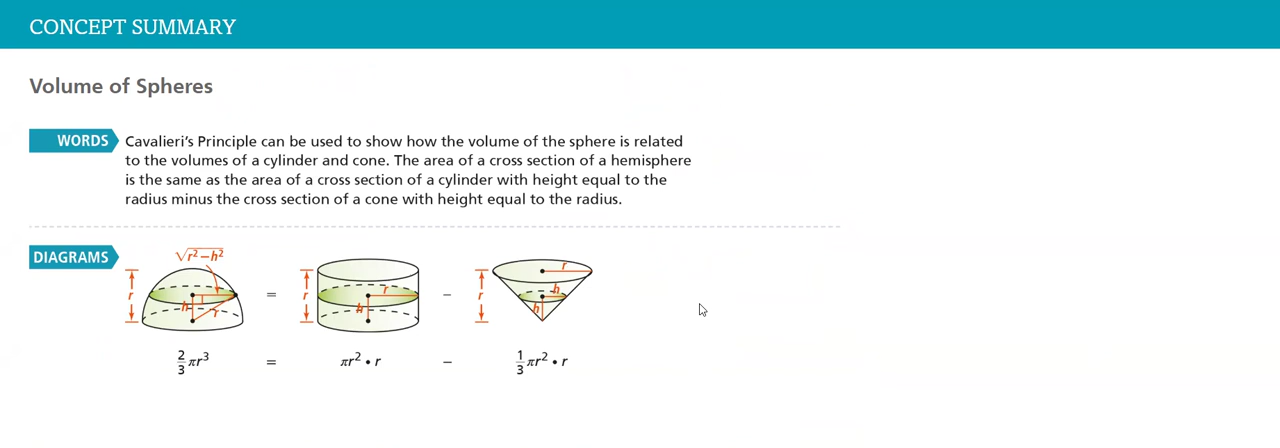 CONCEPT SUMMARY
Volume of Spheres
WORDS
Cavalieri's Principle can be used to show how the volume of the sphere is related
to the volumes of a cylinder and cone. The area of a cross section of a hemisphere
is the same as the area of a cross section of a cylinder with height equal to the
radius minus the cross section of a cone with height equal to the radius.
DIAGRAMS
√r²−h²
r h r = r r h − r r h h
2/3 πr³ = πr² • r − 1/3 πr² • r